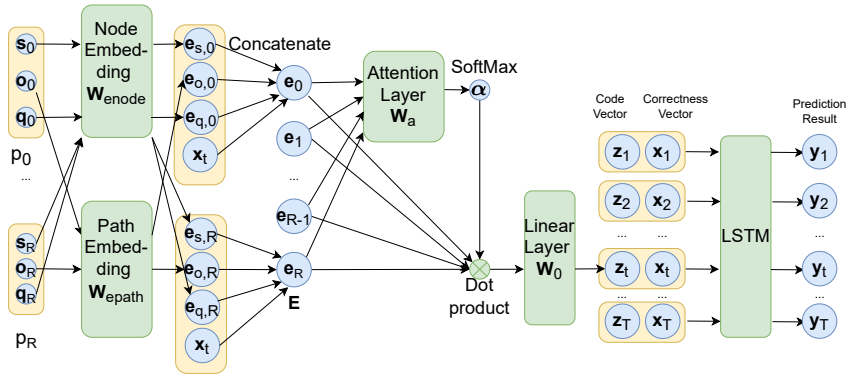 s0
o0
q0
p0
...
sR
oR
qR
pR
Node
Embed-
ding
Wenode
Path
Embed-
ding
Wepath
es,0
eo,0
eq,0
xt
es,R
eo,R
eq,R
xt
Concatenate
e0
e1
...
eR-1
eR
E
Attention
Layer
Wa
SoftMax
α
Dot
product
Linear
Layer
W0
Code
Vector
Correctness
Vector
z1 x1
z2 x2
... ...
zt xt
... ...
zT xT
LSTM
Prediction
Result
y1
y2
...
yt
...
yT